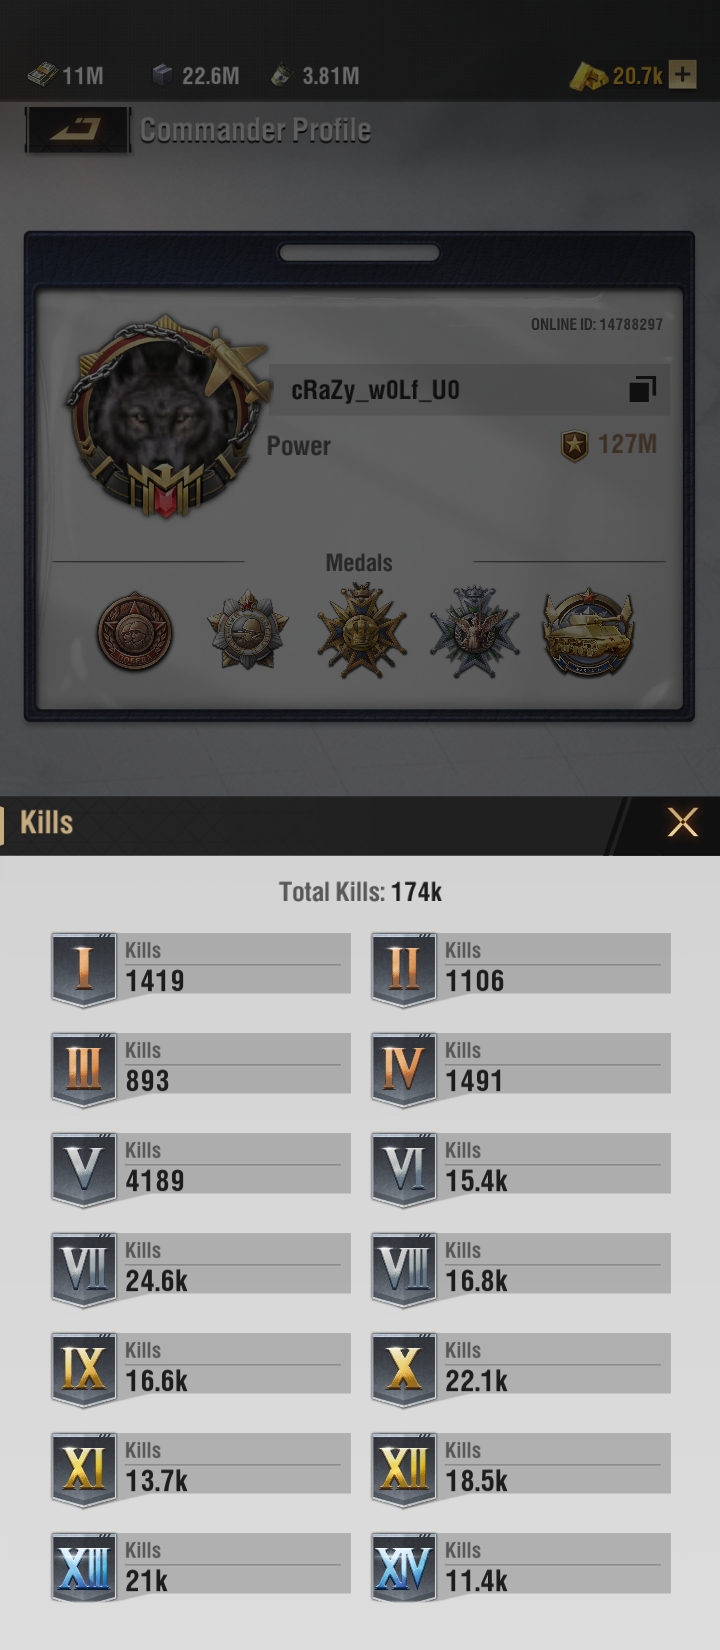 11M 22.6M 3.81M 20.7k +
Commander Profile
ONLINE ID: 14788297
cRaZy_w0Lf_U0
Power 127M
Medals
Kills
Total Kills: 174k
I Kills 1419
II Kills 1106
III Kills 893
IV Kills 1491
V Kills 4189
VI Kills 15.4k
VII Kills 24.6k
VIII Kills 16.8k
IX Kills 16.6k
X Kills 22.1k
XI Kills 13.7k
XII Kills 18.5k
XIII Kills 21k
XIV Kills 11.4k